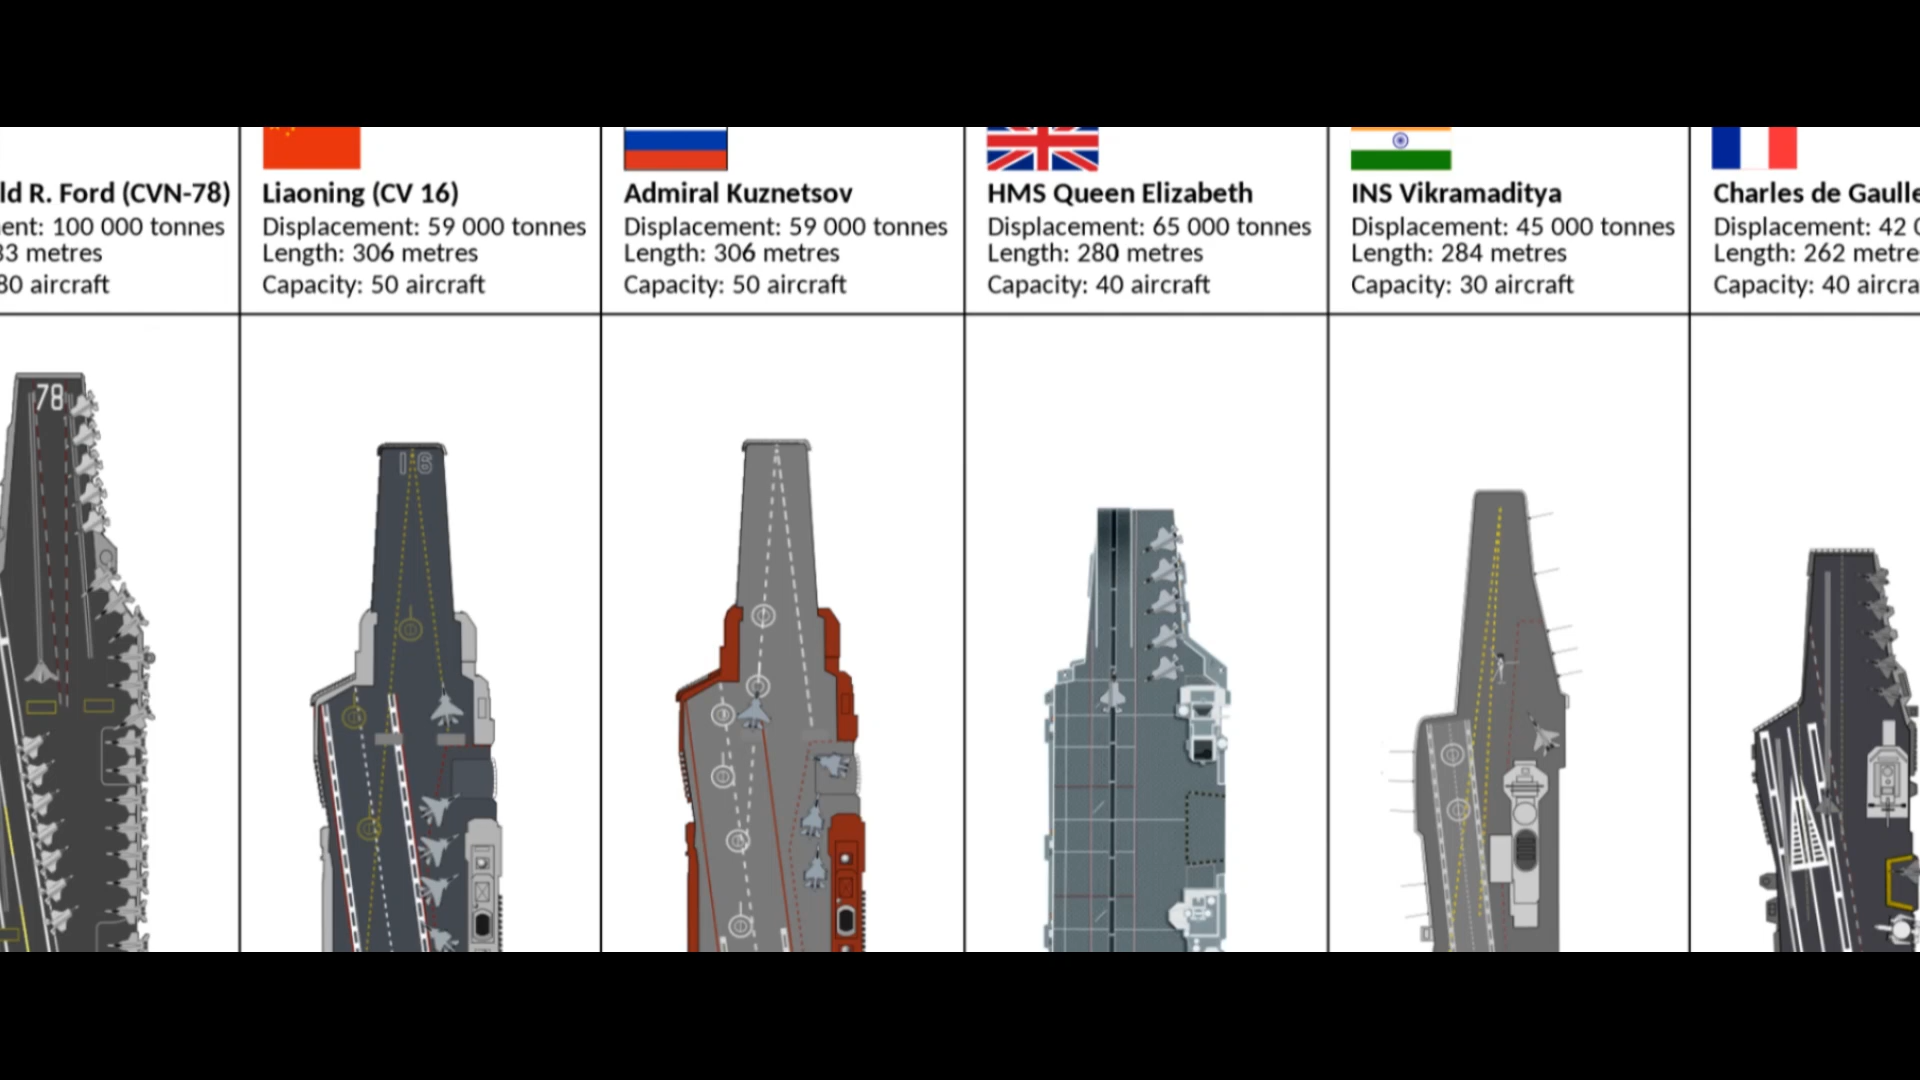 ld R. Ford (CVN-78)
ent: 100 000 tonnes
33 metres
80 aircraft
Liaoning (CV 16)
Displacement: 59 000 tonnes
Length: 306 metres
Capacity: 50 aircraft
Admiral Kuznetsov
Displacement: 59 000 tonnes
Length: 306 metres
Capacity: 50 aircraft
HMS Queen Elizabeth
Displacement: 65 000 tonnes
Length: 280 metres
Capacity: 40 aircraft
INS Vikramaditya
Displacement: 45 000 tonnes
Length: 284 metres
Capacity: 30 aircraft
Charles de Gaulle
Displacement: 42 0
Length: 262 metre
Capacity: 40 aircra
78
16